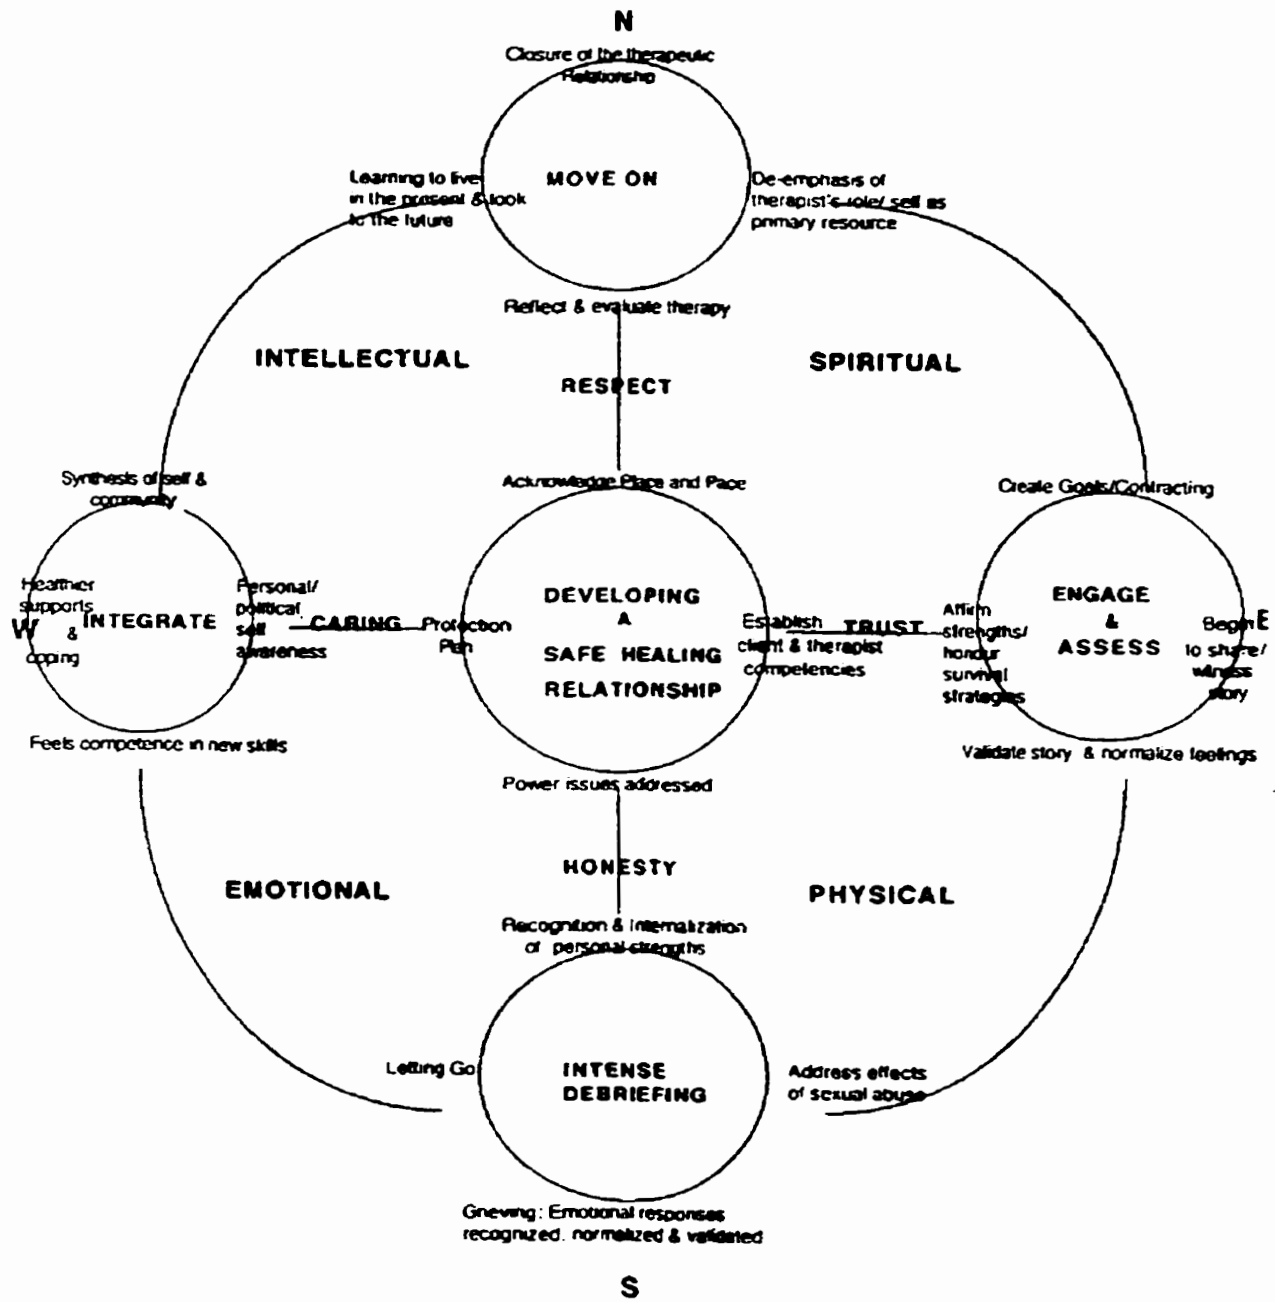 N
Closure of the therapeutic
Relationship
MOVE ON
Learning to live
in the present & look
to the future
De-emphasis of
therapist's role/ self as
primary resource
Reflect & evaluate therapy
INTELLECTUAL
SPIRITUAL
RESPECT
Synthesis of self &
community
Acknowledge Place and Pace
Create Goals/Contracting
Healthier
supports
&
coping
W
INTEGRATE
Personal/
political
self
awareness
CARING
Protection
Plan
DEVELOPING
A
SAFE HEALING
RELATIONSHIP
Establish
client & therapist
competencies
TRUST
Affirm
strengths/
honour
survival
strategies
ENGAGE
&
ASSESS
Begin
to share/
witness
story
E
Feels competence in new skills
Power issues addressed
Validate story & normalize feelings
HONESTY
EMOTIONAL
PHYSICAL
Recognition & Internalization
of personal strengths
Letting Go
INTENSE
DEBRIEFING
Address effects
of sexual abuse
Grieving: Emotional responses
recognized, normalized & validated
S